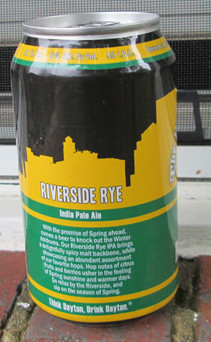 RIVERSIDE RYE
India Pale Ale
With the promise of Spring ahead,
comes a beer to knock out the Winter
doldrums. Our Riverside Rye IPA brings
a delightfully spicy malt backbone, while
showcasing an abundant assortment
of our favorite hops. Hop notes of citrus
fruits and berries usher in the feeling
of Spring sunshine and warmer days.
So relax by the Riverside, and
sip on the season of Spring.
Think Dayton, Drink Dayton.®